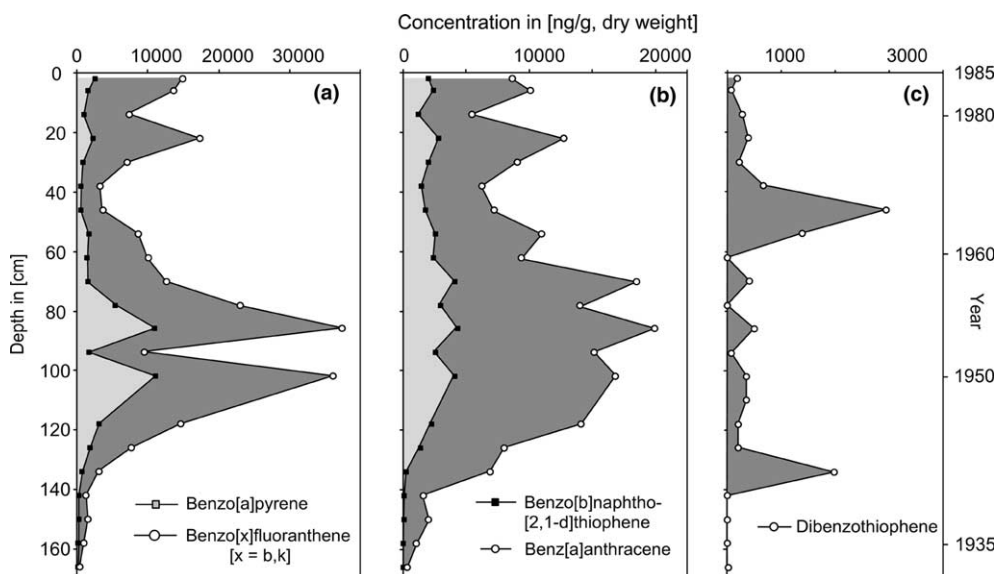 Concentration in [ng/g, dry weight]
0 10000 20000 30000
0 10000 20000
1000 3000
Depth in [cm]
0
20
40
60
80
100
120
140
160
(a)
(b)
(c)
Benzo[a]pyrene
Benzo[x]fluoranthene
[x = b,k]
Benzo[b]naphtho-
[2,1-d]thiophene
Benz[a]anthracene
Dibenzothiophene
1985
1980
1960
1950
1935
Year